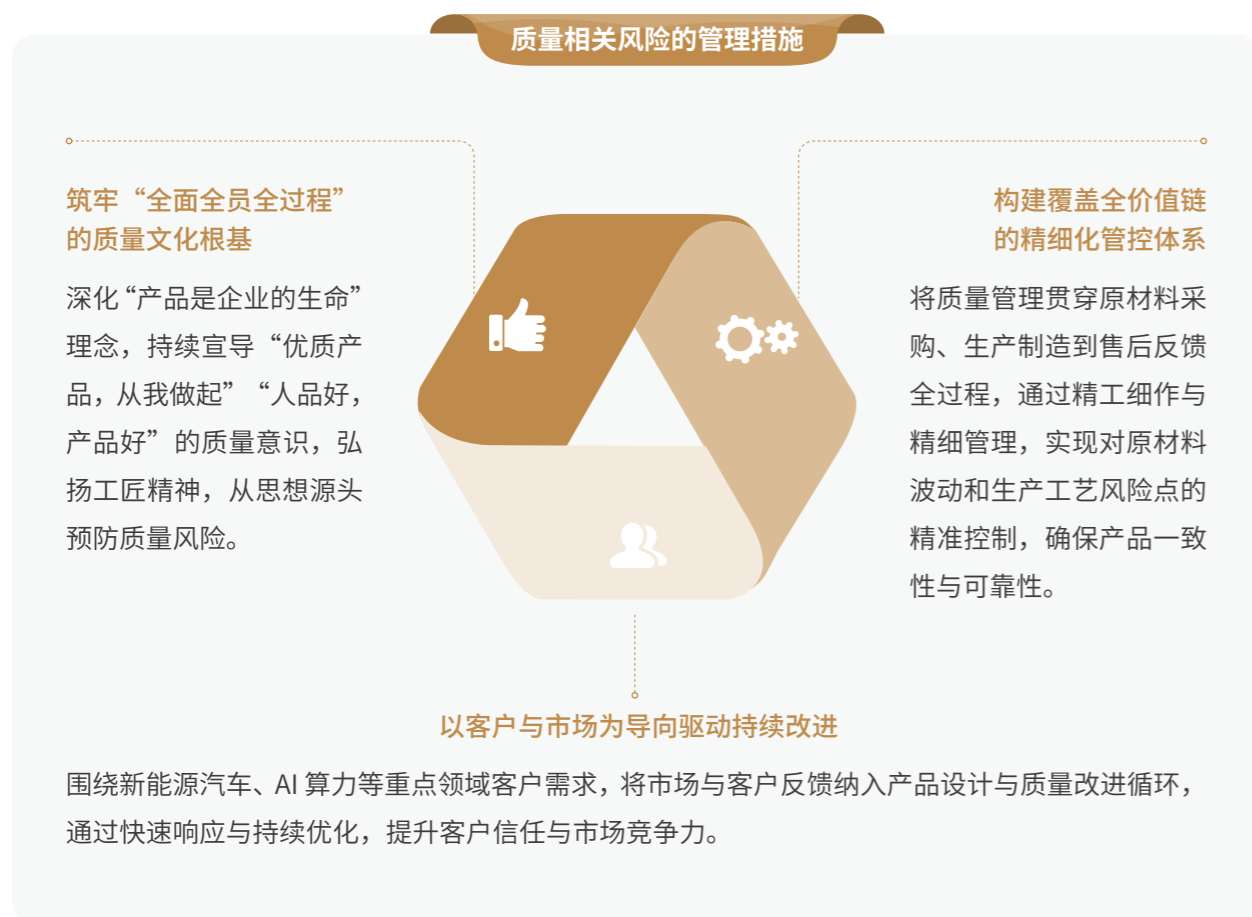 质量相关风险的管理措施
筑牢“全面全员全过程”
的质量文化根基
深化“产品是企业的生命”
理念，持续宣导“优质产
品，从我做起”“人品好，
产品好”的质量意识，弘
扬工匠精神，从思想源头
预防质量风险。
构建覆盖全价值链
的精细化管控体系
将质量管理贯穿原材料采
购、生产制造到售后反馈
全过程，通过精工细作与
精细管理，实现对原材料
波动和生产工艺风险点的
精准控制，确保产品一致
性与可靠性。
以客户与市场为导向驱动持续改进
围绕新能源汽车、AI 算力等重点领域客户需求，将市场与客户反馈纳入产品设计与质量改进循环，
通过快速响应与持续优化，提升客户信任与市场竞争力。